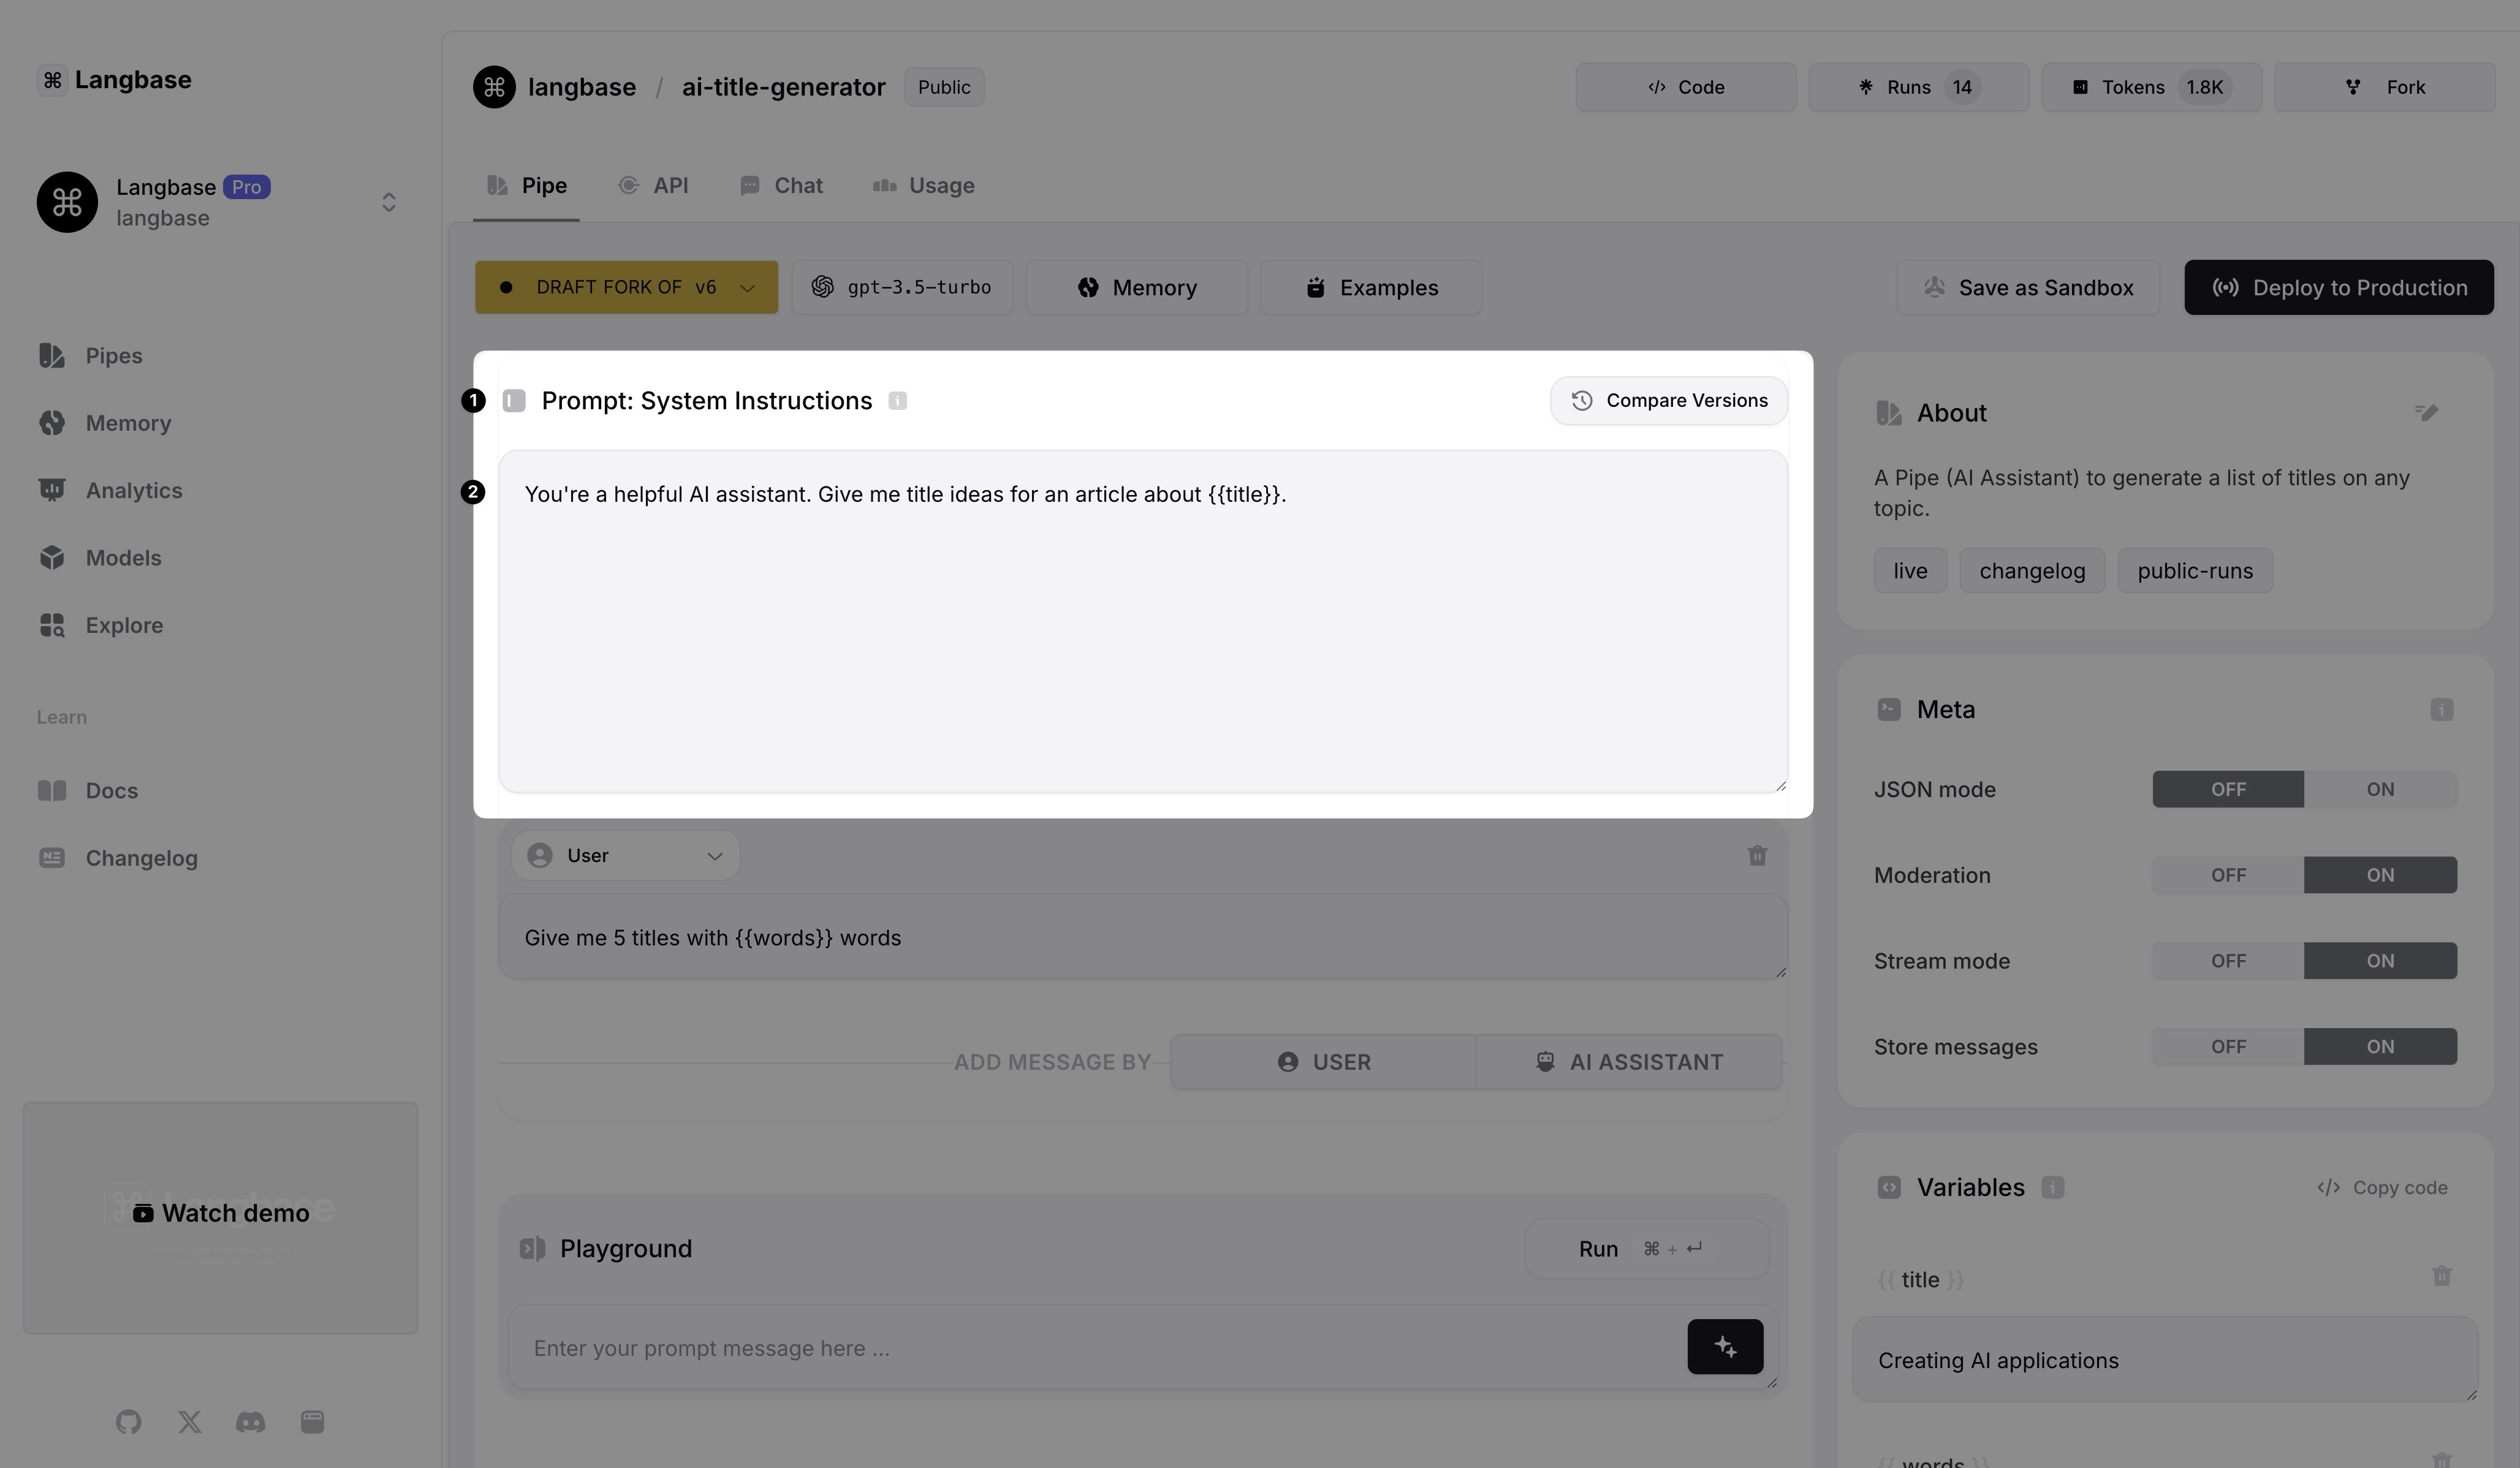 Langbase
Langbase Pro
langbase
Pipes
Memory
Analytics
Models
Explore
Learn
Docs
Changelog
Watch demo
langbase / ai-title-generator Public
Code
Runs 14
Tokens 1.8K
Fork
Pipe
API
Chat
Usage
DRAFT FORK OF v6
gpt-3.5-turbo
Memory
Examples
Save as Sandbox
Deploy to Production
1 Prompt: System Instructions
Compare Versions
2 You're a helpful AI assistant. Give me title ideas for an article about {{title}}.
User
Give me 5 titles with {{words}} words
ADD MESSAGE BY
USER
AI ASSISTANT
Playground
Run ⌘ + ↵
Enter your prompt message here ...
About
A Pipe (AI Assistant) to generate a list of titles on any
topic.
live
changelog
public-runs
Meta
JSON mode OFF ON
Moderation OFF ON
Stream mode OFF ON
Store messages OFF ON
Variables
Copy code
{{ title }}
Creating AI applications
{{ words }}